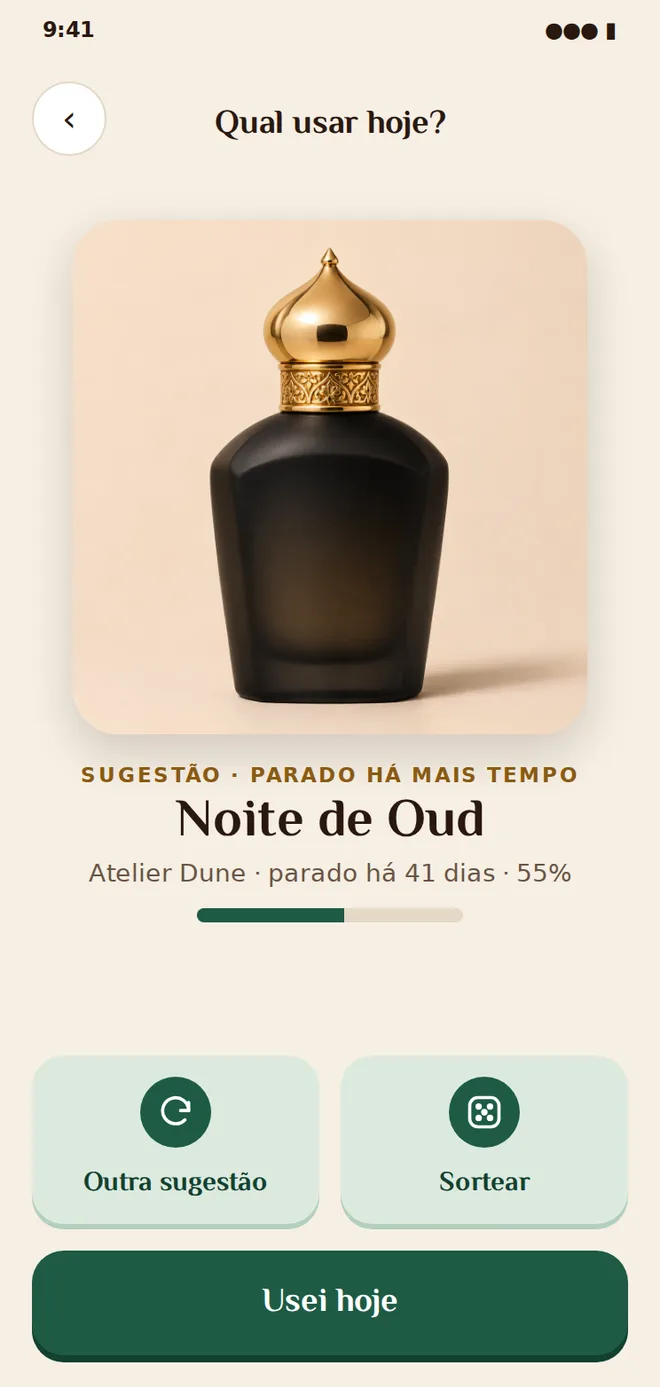 9:41
Qual usar hoje?
SUGESTÃO · PARADO HÁ MAIS TEMPO
Noite de Oud
Atelier Dune · parado há 41 dias · 55%
Outra sugestão
Sortear
Usei hoje